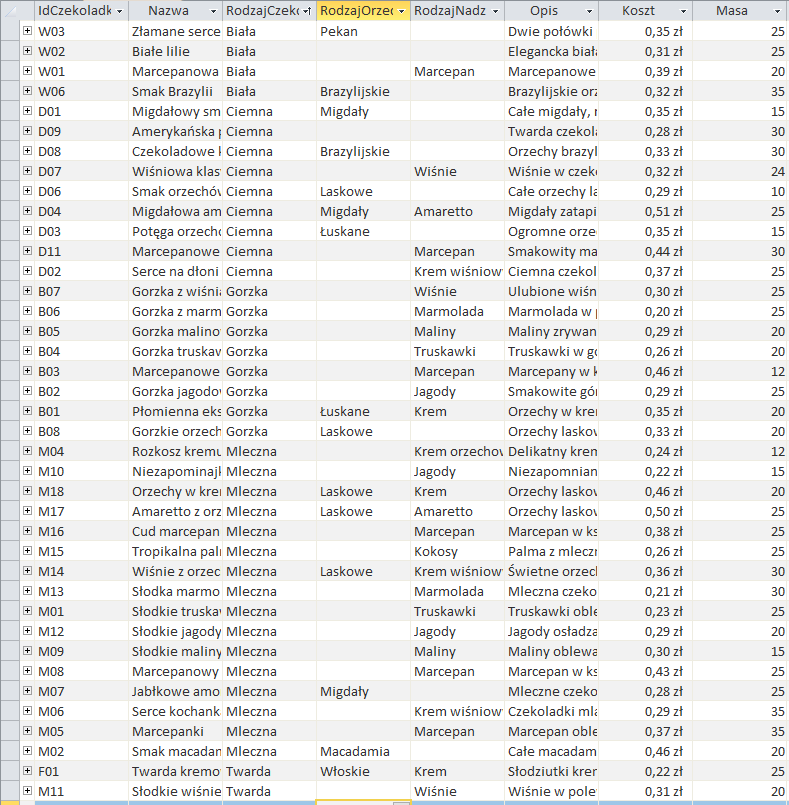 IdCzekoladk Nazwa RodzajCzeko RodzajOrzec RodzajNadz Opis Koszt Masa
W03 Złamane serce Biała Pekan Dwie połówki 0,35 zł 25
W02 Białe lilie Biała Elegancka biała 0,31 zł 25
W01 Marcepanowa Biała Marcepan Marcepanowe 0,39 zł 20
W06 Smak Brazylii Biała Brazylijskie Brazylijskie orz 0,32 zł 35
D01 Migdałowy sm Ciemna Migdały Całe migdały, r 0,35 zł 15
D09 Amerykańska p Ciemna Twarda czekola 0,28 zł 30
D08 Czekoladowe k Ciemna Brazylijskie Orzechy brazyl 0,33 zł 30
D07 Wiśniowa klas Ciemna Wiśnie Wiśnie w czek 0,32 zł 24
D06 Smak orzechów Ciemna Laskowe Całe orzechy la 0,29 zł 10
D04 Migdałowa am Ciemna Migdały Amaretto Migdały zatapi 0,51 zł 25
D03 Potęga orzecho Ciemna Łuskane Ogromne orze 0,35 zł 15
D11 Marcepanowe Ciemna Marcepan Smakowity ma 0,44 zł 30
D02 Serce na dłoni Ciemna Krem wiśniow Ciemna czekol 0,37 zł 25
B07 Gorzka z wiśnia Gorzka Wiśnie Ulubione wiśn 0,30 zł 25
B06 Gorzka z marm Gorzka Marmolada Marmolada w p 0,20 zł 25
B05 Gorzka malino Gorzka Maliny Maliny zrywan 0,29 zł 20
B04 Gorzka truskaw Gorzka Truskawki Truskawki w go 0,26 zł 20
B03 Marcepanowe Gorzka Marcepan Marcepany w k 0,46 zł 12
B02 Gorzka jagodow Gorzka Jagody Smakowite gór 0,29 zł 25
B01 Płomienna eks Gorzka Łuskane Krem Orzechy w krem 0,35 zł 20
B08 Gorzkie orzech Gorzka Laskowe Orzechy laskow 0,33 zł 20
M04 Rozkosz kremu Mleczna Krem orzechow Delikatny krem 0,24 zł 12
M10 Niezapominajk Mleczna Jagody Niezapomnian 0,22 zł 15
M18 Orzechy w krem Mleczna Laskowe Krem Orzechy laskow 0,46 zł 20
M17 Amaretto z orz Mleczna Laskowe Amaretto Orzechy laskow 0,50 zł 25
M16 Cud marcepan Mleczna Marcepan Marcepan w ks 0,38 zł 25
M15 Tropikalna paln Mleczna Kokosy Palma z mlecz 0,26 zł 25
M14 Wiśnie z orzec Mleczna Laskowe Krem wiśniow Świetne orzech 0,36 zł 30
M13 Słodka marmo Mleczna Marmolada Mleczna czeko 0,21 zł 30
M01 Słodkie truskaw Mleczna Truskawki Truskawki oble 0,23 zł 25
M12 Słodkie jagody Mleczna Jagody Jagody osładza 0,29 zł 20
M09 Słodkie maliny Mleczna Maliny Maliny oblewa 0,30 zł 15
M08 Marcepanowy Mleczna Marcepan Marcepan w ks 0,43 zł 25
M07 Jabłkowe amo Mleczna Migdały Mleczne czeko 0,28 zł 25
M06 Serce kochanka Mleczna Krem wiśniow Czekoladki mla 0,29 zł 35
M05 Marcepanki Mleczna Marcepan Marcepan oble 0,37 zł 35
M02 Smak macadam Mleczna Macadamia Całe macadam 0,46 zł 20
F01 Twarda kremo Twarda Włoskie Krem Słodziutki krem 0,22 zł 25
M11 Słodkie wiśnie Twarda Wiśnie Wiśnie w pole 0,31 zł 20